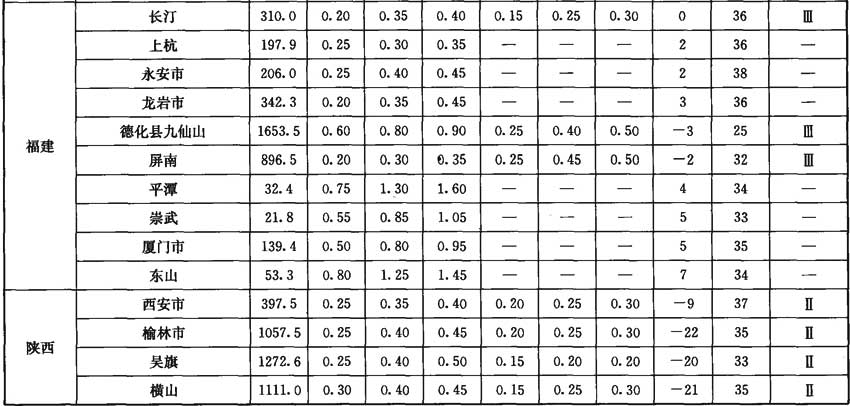 福建
长汀 310.0 0.20 0.35 0.40 0.15 0.25 0.30 0 36 Ⅲ
上杭 197.9 0.25 0.30 0.35 — — — 2 36 —
永安市 206.0 0.25 0.40 0.45 — — — 2 38 —
龙岩市 342.3 0.20 0.35 0.45 — — — 3 36 —
德化县九仙山 1653.5 0.60 0.80 0.90 0.25 0.40 0.50 −3 25 Ⅲ
屏南 896.5 0.20 0.30 0.35 0.25 0.45 0.50 −2 32 Ⅲ
平潭 32.4 0.75 1.30 1.60 — — — 4 34 —
崇武 21.8 0.55 0.85 1.05 — — — 5 33 —
厦门市 139.4 0.50 0.80 0.95 — — — 5 35 —
东山 53.3 0.80 1.25 1.45 — — — 7 34 —
陕西
西安市 397.5 0.25 0.35 0.40 0.20 0.25 0.30 −9 37 Ⅱ
榆林市 1057.5 0.25 0.40 0.45 0.20 0.25 0.30 −22 35 Ⅱ
吴旗 1272.6 0.25 0.40 0.50 0.15 0.20 0.20 −20 33 Ⅱ
横山 1111.0 0.30 0.40 0.45 0.15 0.25 0.30 −21 35 Ⅱ